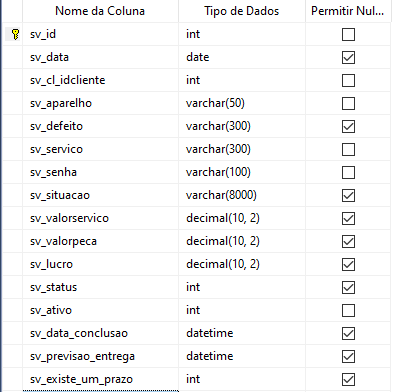 Nome da Coluna Tipo de Dados Permitir Nul...
sv_id int
sv_data date
sv_cl_idcliente int
sv_aparelho varchar(50)
sv_defeito varchar(300)
sv_servico varchar(300)
sv_senha varchar(100)
sv_situacao varchar(8000)
sv_valorservico decimal(10, 2)
sv_valorpeca decimal(10, 2)
sv_lucro decimal(10, 2)
sv_status int
sv_ativo int
sv_data_conclusao datetime
sv_previsao_entrega datetime
sv_existe_um_prazo int